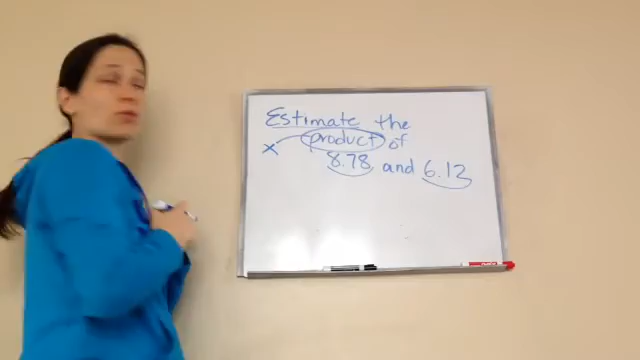 Estimate the
× product of
8.78 and 6.12